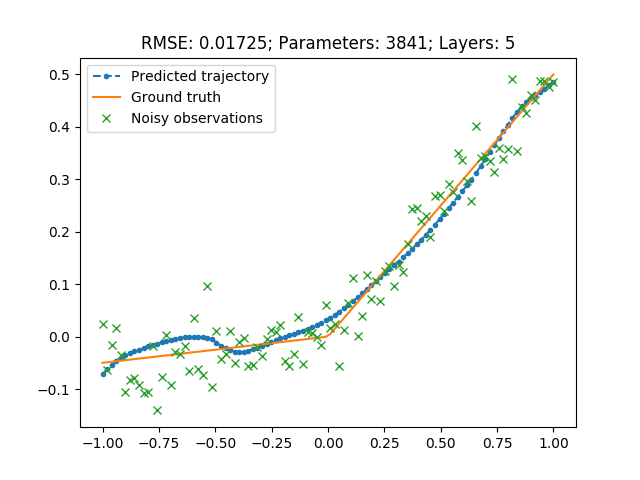 RMSE: 0.01725; Parameters: 3841; Layers: 5
Predicted trajectory
Ground truth
Noisy observations
0.5
0.4
0.3
0.2
0.1
0.0
−0.1
−1.00 −0.75 −0.50 −0.25 0.00 0.25 0.50 0.75 1.00